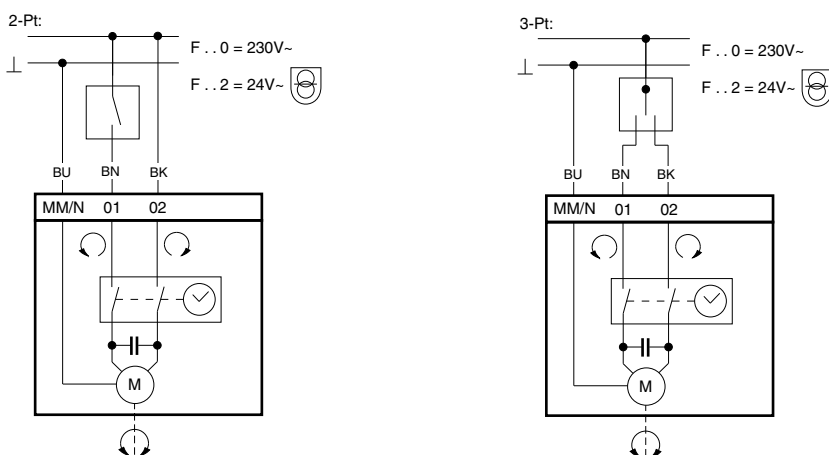 2-Pt:
F . . 0 = 230V~
⊥
F . . 2 = 24V~
BU BN BK
MM/N 01 02
M
3-Pt:
F . . 0 = 230V~
⊥
F . . 2 = 24V~
BU BN BK
MM/N 01 02
M